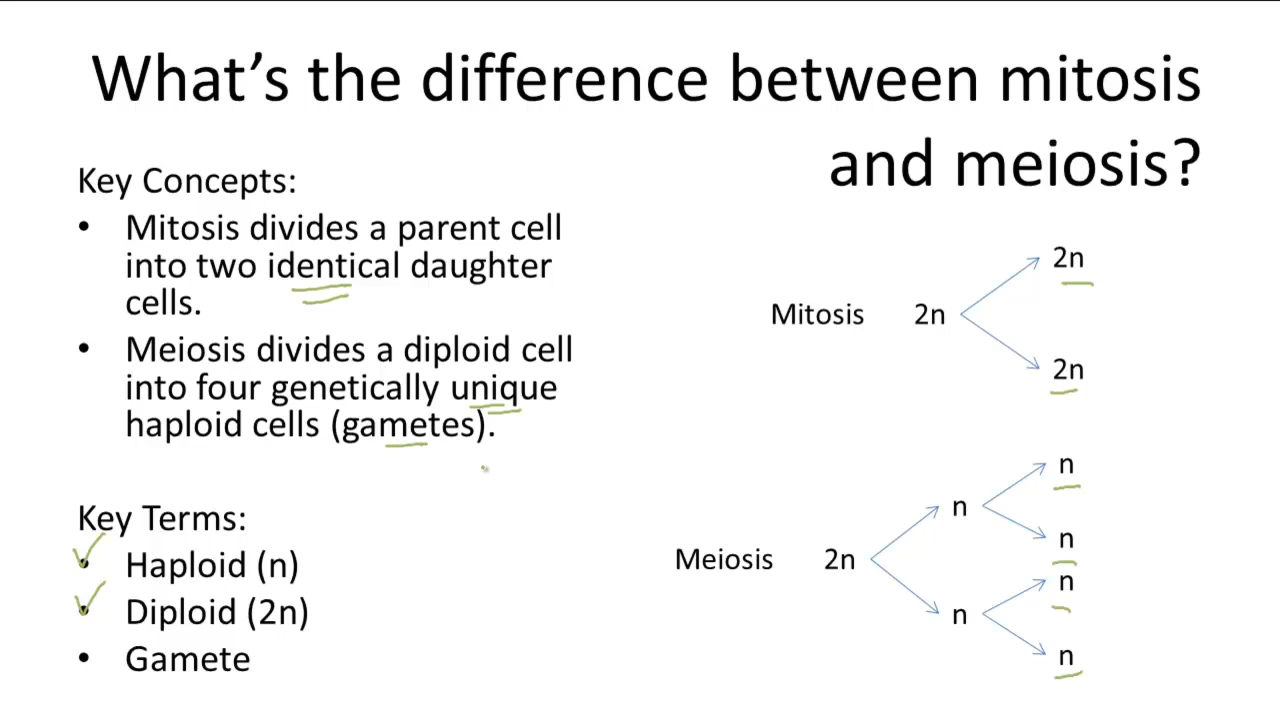 What's the difference between mitosis
and meiosis?
Key Concepts:
• Mitosis divides a parent cell
into two identical daughter
cells.
• Meiosis divides a diploid cell
into four genetically unique
haploid cells (gametes).
Key Terms:
• Haploid (n)
• Diploid (2n)
• Gamete
2n
Mitosis 2n
2n
n
n
n
Meiosis 2n
n
n
n